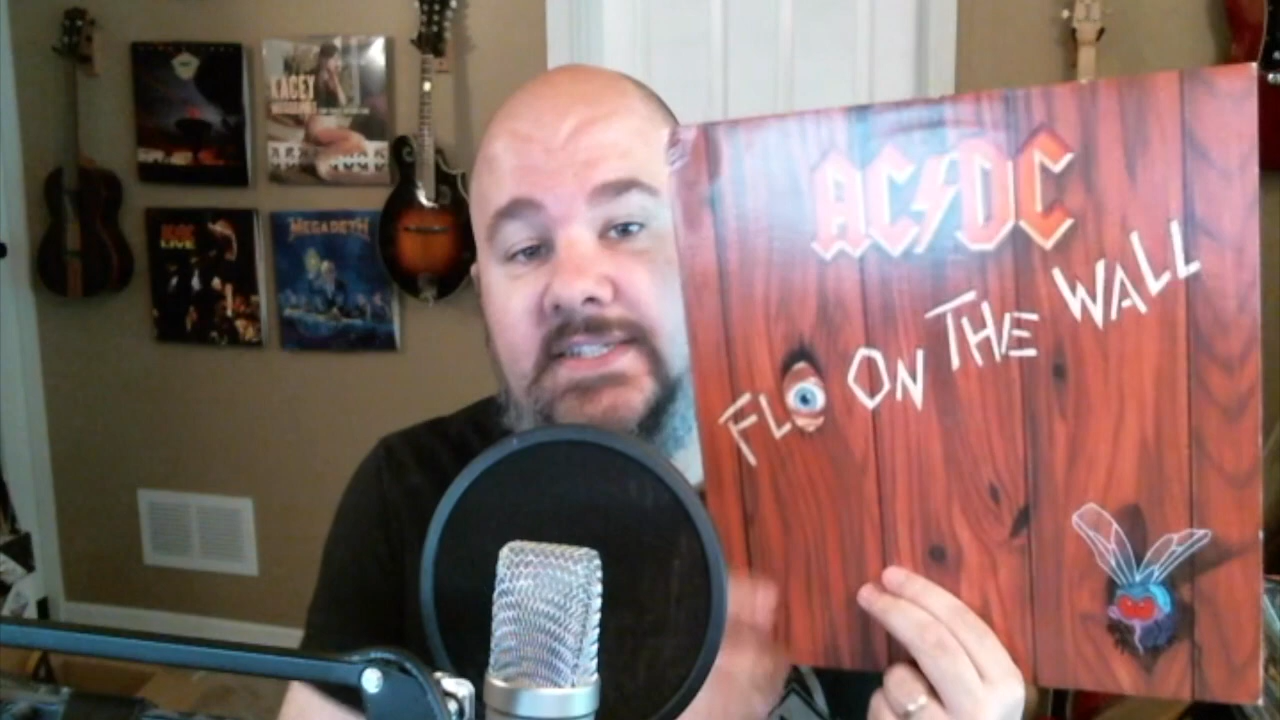 KACEY
AC/DC
LIVE
MEGADETH
AC/DC
FLY ON THE WALL